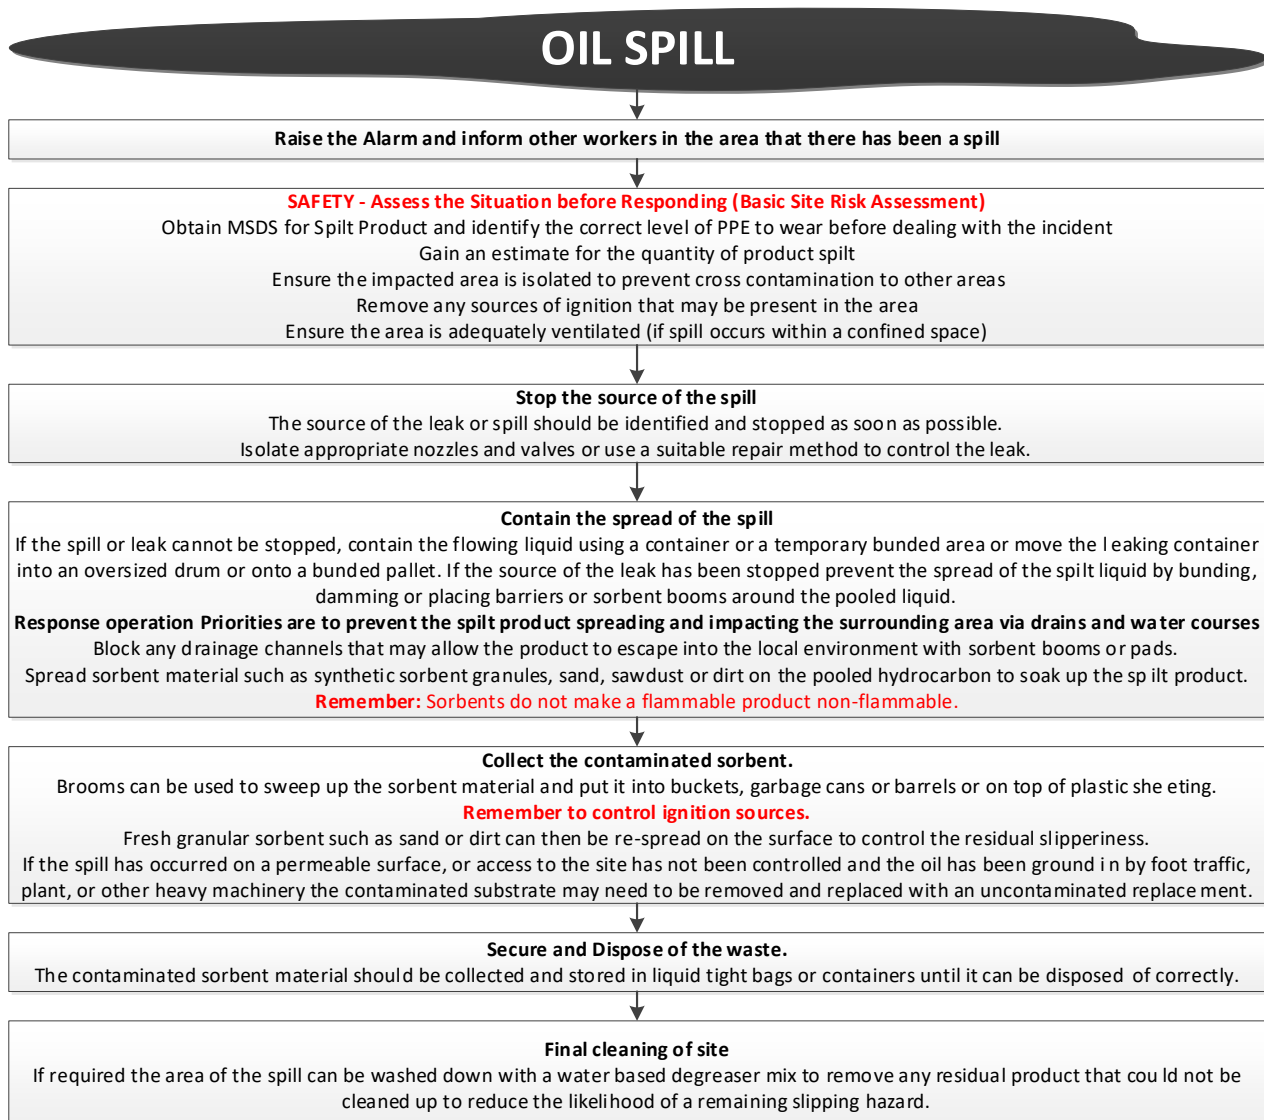 OIL SPILL
Raise the Alarm and inform other workers in the area that there has been a spill
SAFETY - Assess the Situation before Responding (Basic Site Risk Assessment)
Obtain MSDS for Spilt Product and identify the correct level of PPE to wear before dealing with the incident
Gain an estimate for the quantity of product spilt
Ensure the impacted area is isolated to prevent cross contamination to other areas
Remove any sources of ignition that may be present in the area
Ensure the area is adequately ventilated (if spill occurs within a confined space)
Stop the source of the spill
The source of the leak or spill should be identified and stopped as soon as possible.
Isolate appropriate nozzles and valves or use a suitable repair method to control the leak.
Contain the spread of the spill
If the spill or leak cannot be stopped, contain the flowing liquid using a container or a temporary bunded area or move the leaking container
into an oversized drum or onto a bunded pallet. If the source of the leak has been stopped prevent the spread of the spilt liquid by bunding,
damming or placing barriers or sorbent booms around the pooled liquid.
Response operation Priorities are to prevent the spilt product spreading and impacting the surrounding area via drains and water courses
Block any drainage channels that may allow the product to escape into the local environment with sorbent booms or pads.
Spread sorbent material such as synthetic sorbent granules, sand, sawdust or dirt on the pooled hydrocarbon to soak up the spilt product.
Remember: Sorbents do not make a flammable product non-flammable.
Collect the contaminated sorbent.
Brooms can be used to sweep up the sorbent material and put it into buckets, garbage cans or barrels or on top of plastic sheeting.
Remember to control ignition sources.
Fresh granular sorbent such as sand or dirt can then be re-spread on the surface to control the residual slipperiness.
If the spill has occurred on a permeable surface, or access to the site has not been controlled and the oil has been ground in by foot traffic,
plant, or other heavy machinery the contaminated substrate may need to be removed and replaced with an uncontaminated replacement.
Secure and Dispose of the waste.
The contaminated sorbent material should be collected and stored in liquid tight bags or containers until it can be disposed of correctly.
Final cleaning of site
If required the area of the spill can be washed down with a water based degreaser mix to remove any residual product that could not be
cleaned up to reduce the likelihood of a remaining slipping hazard.